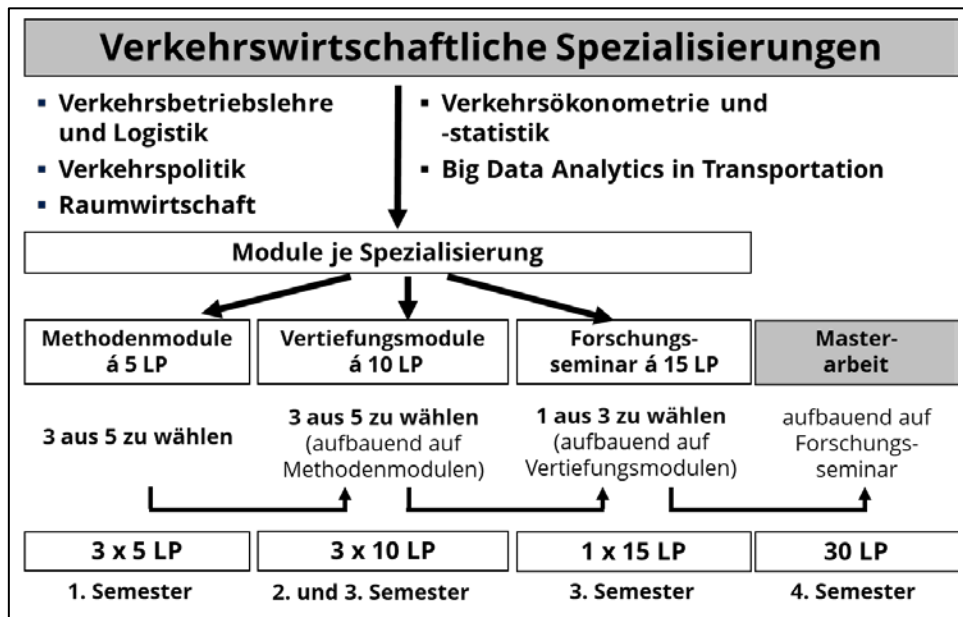 Verkehrswirtschaftliche Spezialisierungen
▪ Verkehrsbetriebslehre
und Logistik
▪ Verkehrspolitik
▪ Raumwirtschaft
▪ Verkehrsökonometrie und
-statistik
▪ Big Data Analytics in Transportation
Module je Spezialisierung
Methodenmodule
á 5 LP
Vertiefungsmodule
á 10 LP
Forschungs-
seminar á 15 LP
Master-
arbeit
3 aus 5 zu wählen
3 aus 5 zu wählen
(aufbauend auf
Methodenmodulen)
1 aus 3 zu wählen
(aufbauend auf
Vertiefungsmodulen)
aufbauend auf
Forschungs-
seminar
3 x 5 LP
3 x 10 LP
1 x 15 LP
30 LP
1. Semester
2. und 3. Semester
3. Semester
4. Semester